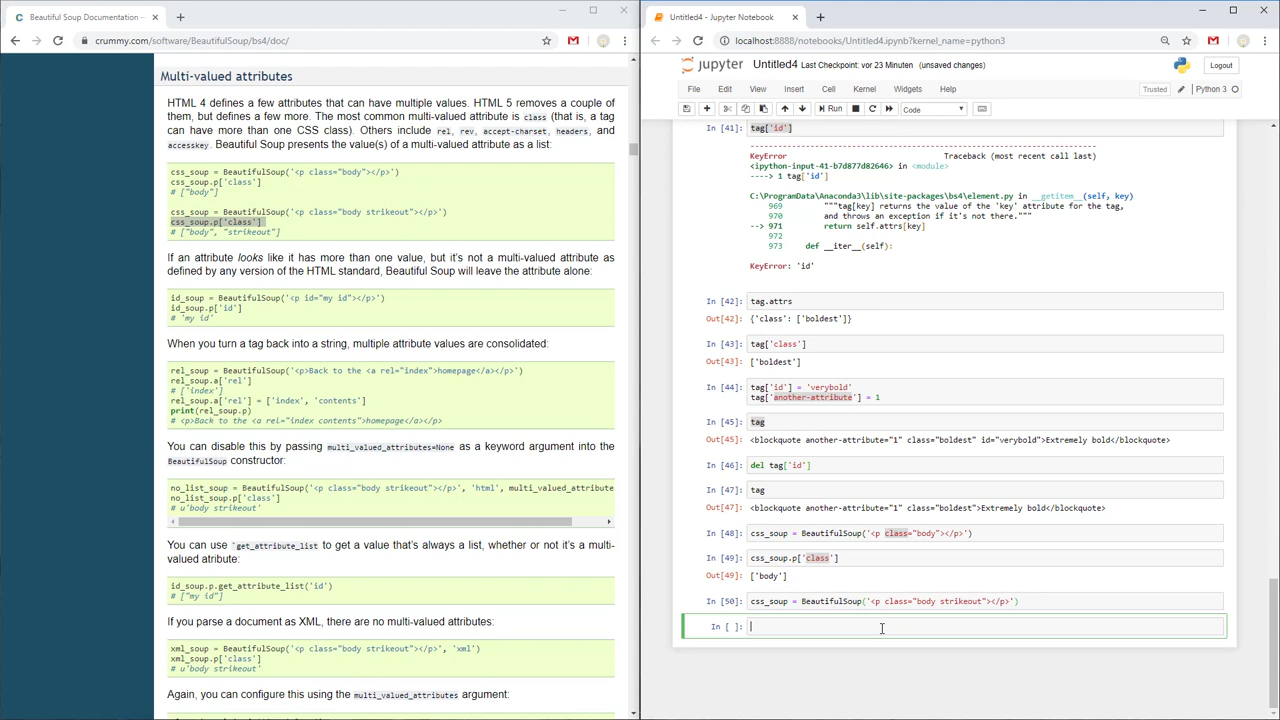 Beautiful Soup Documentation —
crummy.com/software/BeautifulSoup/bs4/doc/
Multi-valued attributes
HTML 4 defines a few attributes that can have multiple values. HTML 5 removes a couple of
them, but defines a few more. The most common multi-valued attribute is class (that is, a tag
can have more than one CSS class). Others include rel, rev, accept-charset, headers, and
accesskey. Beautiful Soup presents the value(s) of a multi-valued attribute as a list:
css_soup = BeautifulSoup('<p class="body"></p>')
css_soup.p['class']
# ["body"]
css_soup = BeautifulSoup('<p class="body strikeout"></p>')
css_soup.p['class']
# ["body", "strikeout"]
If an attribute looks like it has more than one value, but it's not a multi-valued attribute as
defined by any version of the HTML standard, Beautiful Soup will leave the attribute alone:
id_soup = BeautifulSoup('<p id="my id"></p>')
id_soup.p['id']
# 'my id'
When you turn a tag back into a string, multiple attribute values are consolidated:
rel_soup = BeautifulSoup('<p>Back to the <a rel="index">homepage</a></p>')
rel_soup.a['rel']
# ['index']
rel_soup.a['rel'] = ['index', 'contents']
print(rel_soup.p)
# <p>Back to the <a rel="index contents">homepage</a></p>
You can disable this by passing multi_valued_attributes=None as a keyword argument into the
BeautifulSoup constructor:
no_list_soup = BeautifulSoup('<p class="body strikeout"></p>', 'html', multi_valued_attribute
no_list_soup.p['class']
# u'body strikeout'
You can use `get_attribute_list to get a value that's always a list, whether or not it's a multi-
valued atribute:
id_soup.p.get_attribute_list('id')
# ["my id"]
If you parse a document as XML, there are no multi-valued attributes:
xml_soup = BeautifulSoup('<p class="body strikeout"></p>', 'xml')
xml_soup.p['class']
# u'body strikeout'
Again, you can configure this using the multi_valued_attributes argument:
Untitled4 - Jupyter Notebook
localhost:8888/notebooks/Untitled4.ipynb?kernel_name=python3
jupyter Untitled4 Last Checkpoint: vor 23 Minuten (unsaved changes) Logout
File Edit View Insert Cell Kernel Widgets Help Trusted Python 3
Run Code
In [41]: tag['id']
KeyError Traceback (most recent call last)
<ipython-input-41-b7d877d82646> in <module>
----> 1 tag['id']
C:\ProgramData\Anaconda3\lib\site-packages\bs4\element.py in __getitem__(self, key)
969 """tag[key] returns the value of the 'key' attribute for the tag,
970 and throws an exception if it's not there."""
--> 971 return self.attrs[key]
972
973 def __iter__(self):
KeyError: 'id'
In [42]: tag.attrs
Out[42]: {'class': ['boldest']}
In [43]: tag['class']
Out[43]: ['boldest']
In [44]: tag['id'] = 'verybold'
tag['another-attribute'] = 1
In [45]: tag
Out[45]: <blockquote another-attribute="1" class="boldest" id="verybold">Extremely bold</blockquote>
In [46]: del tag['id']
In [47]: tag
Out[47]: <blockquote another-attribute="1" class="boldest">Extremely bold</blockquote>
In [48]: css_soup = BeautifulSoup('<p class="body"></p>')
In [49]: css_soup.p['class']
Out[49]: ['body']
In [50]: css_soup = BeautifulSoup('<p class="body strikeout"></p>')
In [ ]: